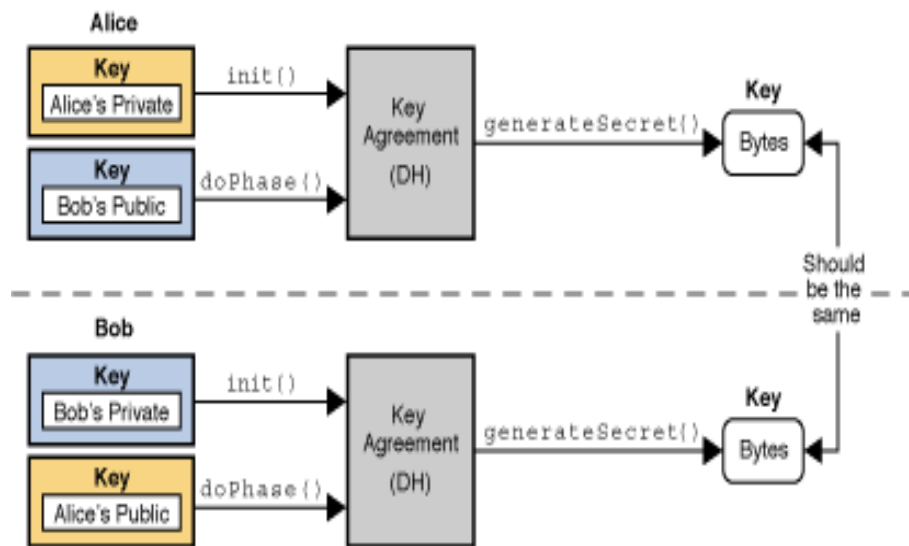 Alice
Key
Alice's Private
init()
Key
Bob's Public
doPhase()
Key
Agreement
(DH)
generateSecret()
Key
Bytes
Should
be the
same
Bob
Key
Bob's Private
init()
Key
Alice's Public
doPhase()
Key
Agreement
(DH)
generateSecret()
Key
Bytes